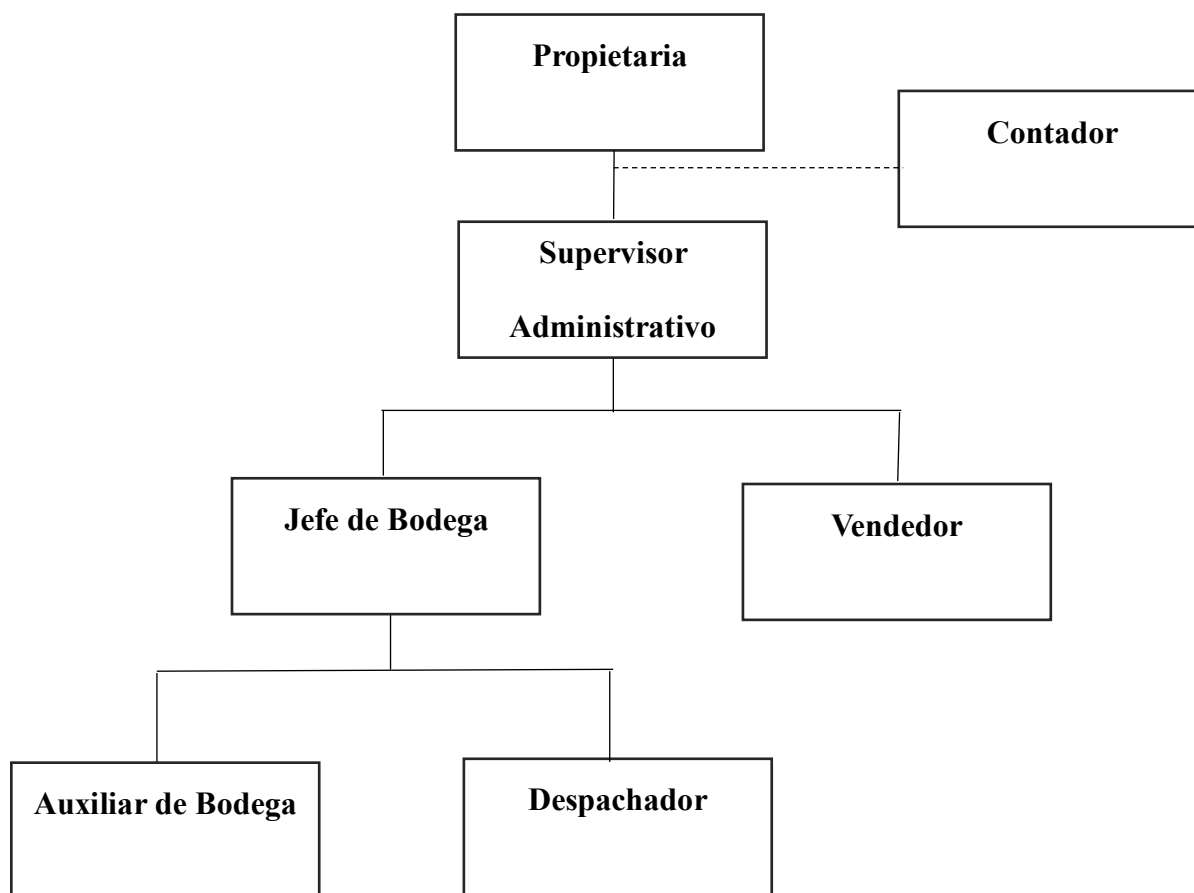 Propietaria
Contador
Supervisor
Administrativo
Jefe de Bodega
Vendedor
Auxiliar de Bodega
Despachador